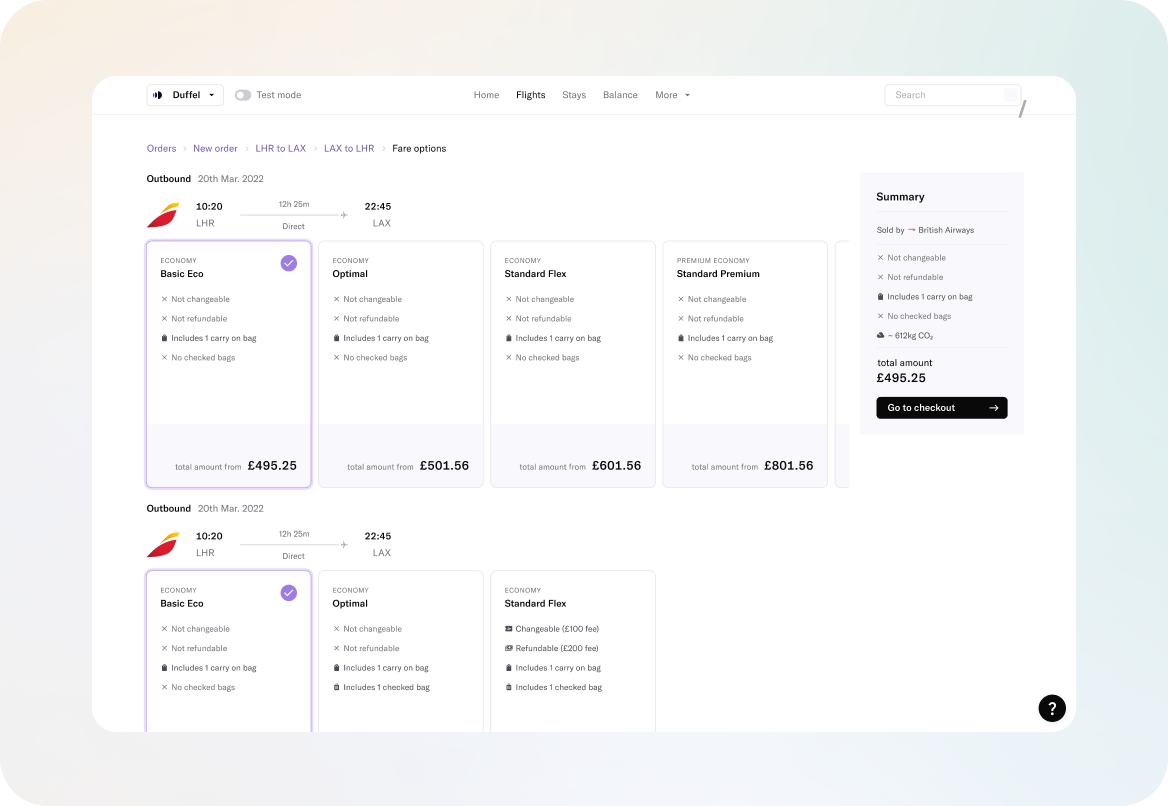 Duffel
Test mode
Home Flights Stays Balance More
Search
/
Orders New order LHR to LAX LAX to LHR Fare options
Outbound 20th Mar. 2022
10:20 12h 25m 22:45
LHR Direct LAX
ECONOMY
Basic Eco
Not changeable
Not refundable
Includes 1 carry on bag
No checked bags
total amount from £495.25
ECONOMY
Optimal
Not changeable
Not refundable
Includes 1 carry on bag
No checked bags
total amount from £501.56
ECONOMY
Standard Flex
Not changeable
Not refundable
Includes 1 carry on bag
No checked bags
total amount from £601.56
PREMIUM ECONOMY
Standard Premium
Not changeable
Not refundable
Includes 1 carry on bag
No checked bags
total amount from £801.56
Summary
Sold by British Airways
Not changeable
Not refundable
Includes 1 carry on bag
No checked bags
~ 612kg CO₂
total amount
£495.25
Go to checkout →
Outbound 20th Mar. 2022
10:20 12h 25m 22:45
LHR Direct LAX
ECONOMY
Basic Eco
Not changeable
Not refundable
Includes 1 carry on bag
No checked bags
ECONOMY
Optimal
Not changeable
Not refundable
Includes 1 carry on bag
Includes 1 checked bag
ECONOMY
Standard Flex
Changeable (£100 fee)
Refundable (£200 fee)
Includes 1 carry on bag
Includes 1 checked bag
?